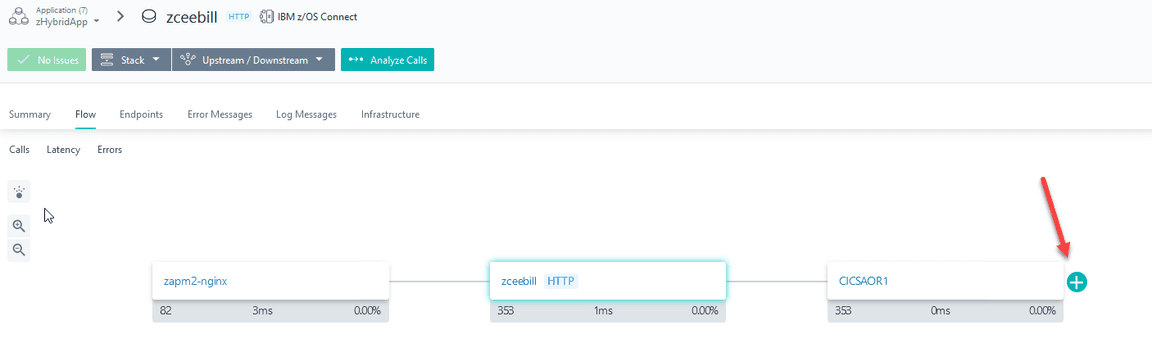 Application (7)
zHybridApp
zceebill HTTP IBM z/OS Connect
No Issues Stack Upstream / Downstream Analyze Calls
Summary Flow Endpoints Error Messages Log Messages Infrastructure
Calls Latency Errors
zapm2-nginx zceebill HTTP CICSAOR1
82 3ms 0.00% 353 1ms 0.00% 353 0ms 0.00%